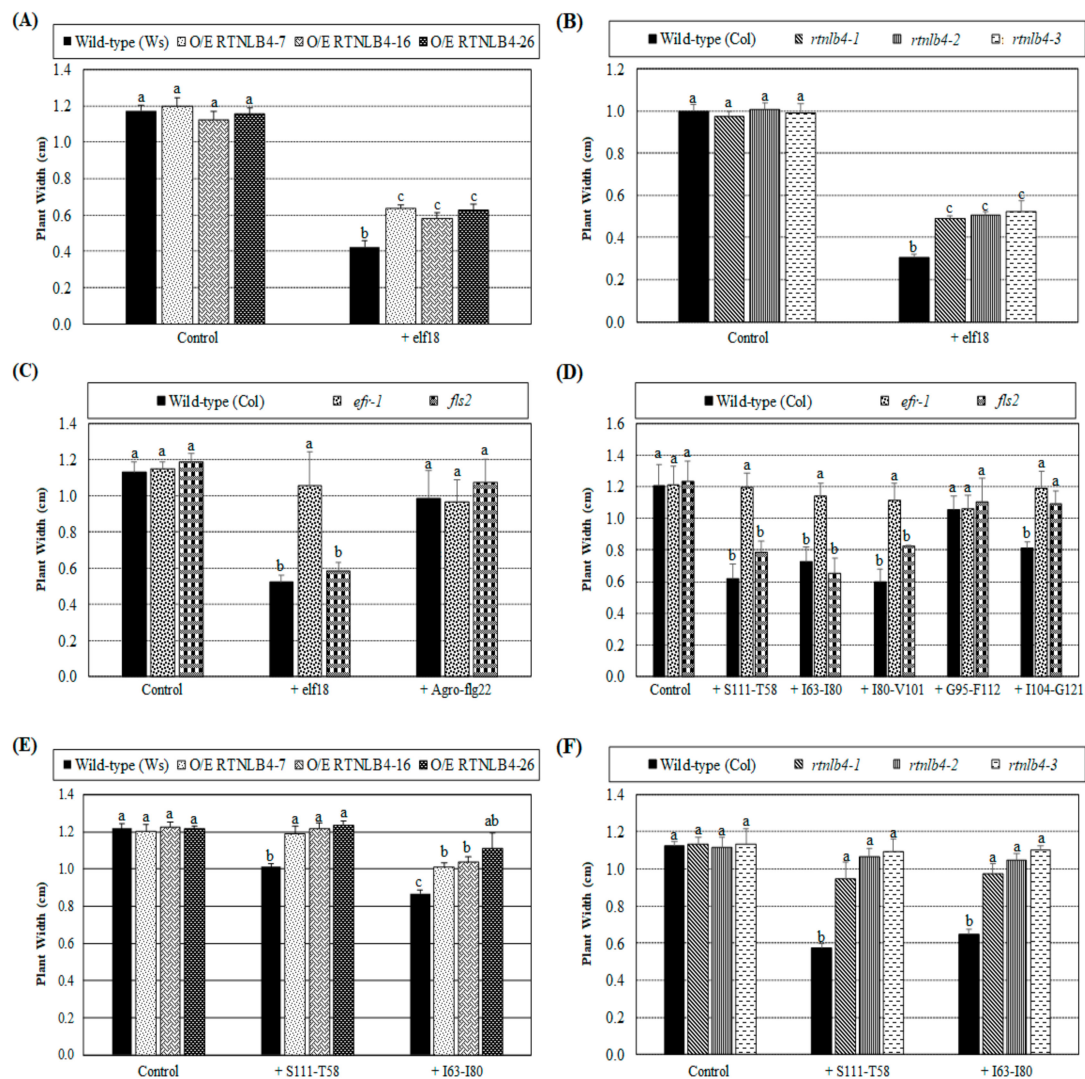 (A)
Wild-type (Ws) O/E RTNLB4-7 O/E RTNLB4-16 O/E RTNLB4-26
Plant Width (cm)
1.4
1.2
1.0
0.8
0.6
0.4
0.2
0.0
a a a a
b c c c
Control + elf18
(B)
Wild-type (Col) rtnlb4-1 rtnlb4-2 rtnlb4-3
Plant Width (cm)
1.2
1.0
0.8
0.6
0.4
0.2
0.0
a a a a
b c c c
Control + elf18
(C)
Wild-type (Col) efr-1 fls2
Plant Width (cm)
1.4
1.2
1.0
0.8
0.6
0.4
0.2
0.0
a a a
b a b
a a a
Control + elf18 + Agro-flg22
(D)
Wild-type (Col) efr-1 fls2
Plant Width (cm)
1.6
1.4
1.2
1.0
0.8
0.6
0.4
0.2
0.0
a a a
b a b
b a b
b a b
a a a
b a a
Control + S111-T58 + I63-I80 + I80-V101 + G95-F112 + I104-G121
(E)
Wild-type (Ws) O/E RTNLB4-7 O/E RTNLB4-16 O/E RTNLB4-26
Plant Width (cm)
1.4
1.2
1.0
0.8
0.6
0.4
0.2
0.0
a a a a
b a a a
c b b ab
Control + S111-T58 + I63-I80
(F)
Wild-type (Col) rtnlb4-1 rtnlb4-2 rtnlb4-3
Plant Width (cm)
1.4
1.2
1.0
0.8
0.6
0.4
0.2
0.0
a a a a
b a a a
b a a a
Control + S111-T58 + I63-I80